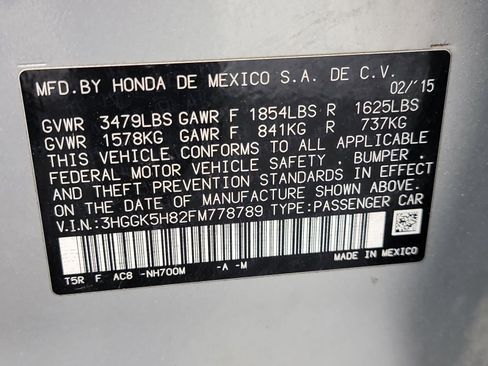 MFD. BY HONDA DE MEXICO S.A. DE C.V.
02/'15
GVWR 3479LBS GAWR F 1854LBS R 1625LBS
GVWR 1578KG GAWR F 841KG R 737KG
THIS VEHICLE CONFORMS TO ALL APPLICABLE
FEDERAL MOTOR VEHICLE SAFETY, BUMPER,
AND THEFT PREVENTION STANDARDS IN EFFECT
ON THE DATE OF MANUFACTURE SHOWN ABOVE.
V.I.N.:3HGGK5H82FM778789 TYPE:PASSENGER CAR
T5R F AC8 -NH700M -A -M
MADE IN MEXICO